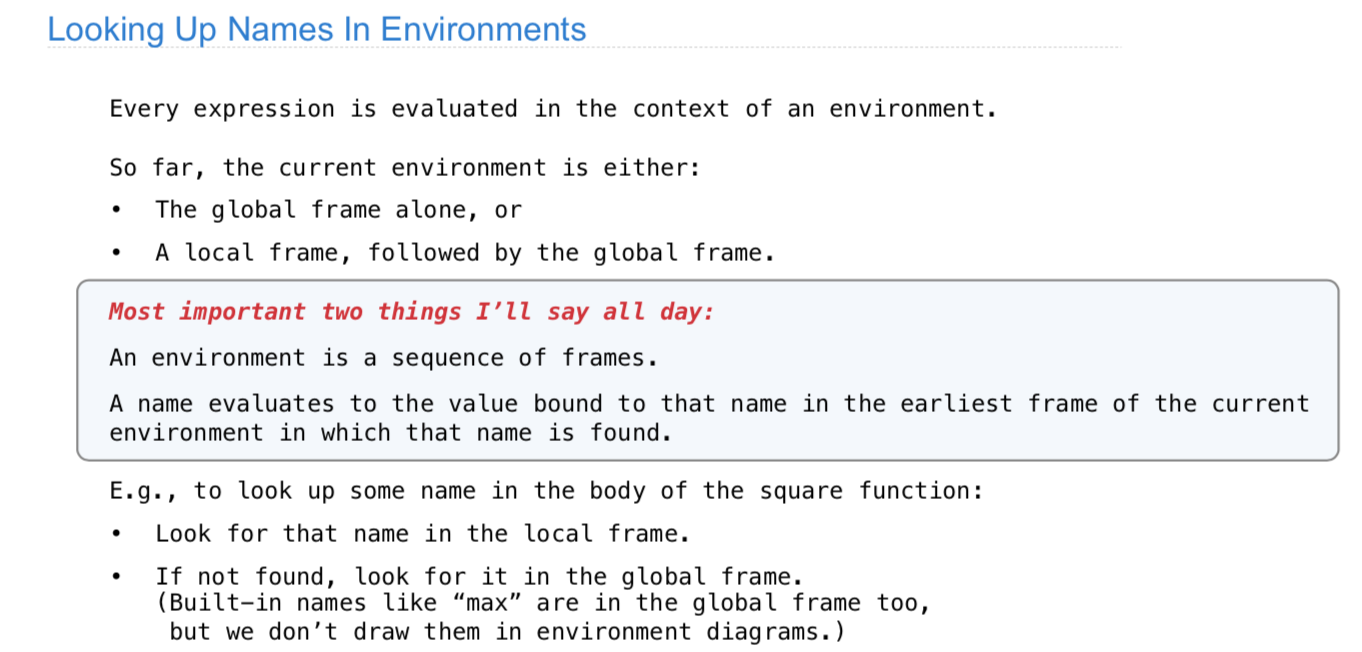 Looking Up Names In Environments
Every expression is evaluated in the context of an environment.
So far, the current environment is either:
• The global frame alone, or
• A local frame, followed by the global frame.
Most important two things I’ll say all day:
An environment is a sequence of frames.
A name evaluates to the value bound to that name in the earliest frame of the current
environment in which that name is found.
E.g., to look up some name in the body of the square function:
• Look for that name in the local frame.
• If not found, look for it in the global frame.
(Built–in names like “max” are in the global frame too,
but we don’t draw them in environment diagrams.)